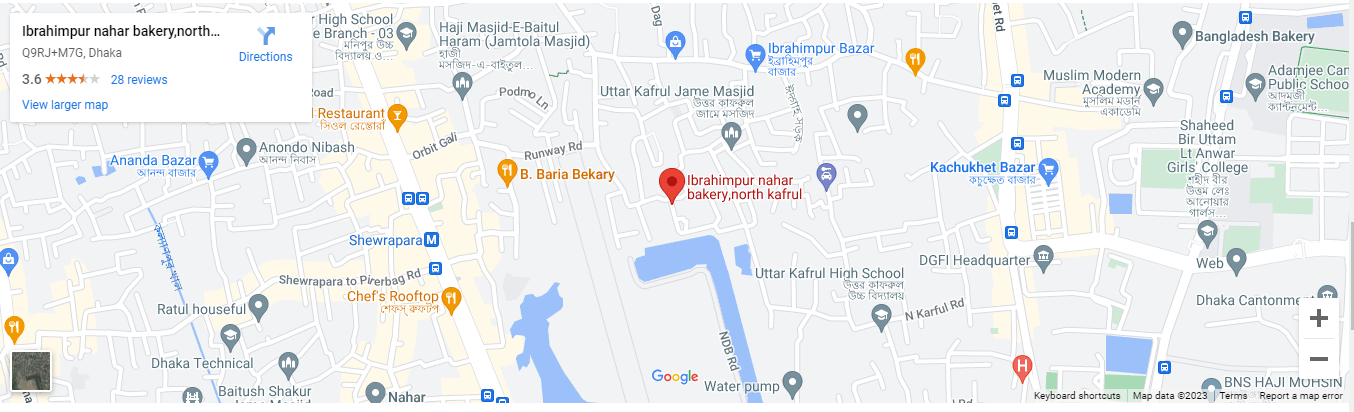 Ibrahimpur nahar bakery,north...
Q9RJ+M7G, Dhaka
Directions
3.6
28 reviews
View larger map
r High School
e Branch - 03
মনিপুর উচ্চ
বিদ্যালয় ও...
Haji Masjid-E-Baitul
Haram (Jamtola Masjid)
হাজী
মসজিদ-এ-বাইতুল...
Dag
Ibrahimpur Bazar
ইব্রাহিমপুর
বাজার
et Rd
Bangladesh Bakery
Muslim Modern
Academy
মুসলিম মডার্ন
একাডেমি
Adamjee Can
Public Schoo
আদমজী
ক্যান্টনমেন্ট...
Road
Podmo Ln
Uttar Kafrul Jame Masjid
উত্তর কাফরুল
জামে মসজিদ
l Restaurant
সিওল রেস্তোরাঁ
Orbit Gali
Runway Rd
Anondo Nibash
আনন্দ নিবাস
Ananda Bazar
আনন্দ বাজার
B. Baria Bekary
Ibrahimpur nahar
bakery,north kafrul
Kachukhet Bazar
কচুক্ষেত বাজার
Shaheed
Bir Uttam
Lt Anwar
Girls' College
শহীদ বীর
উত্তম লেঃ
আনোয়ার
গার্লস...
Shewrapara
M
Shewrapara to Pirerbag Rd
Uttar Kafrul High School
উত্তর কাফরুল
উচ্চ বিদ্যালয়
DGFI Headquarter
Web
Chef's Rooftop
শেফস্ রুফটপ
Ratul houseful
N Karful Rd
Dhaka Cantonment
NDB Rd
Dhaka Technical
H
Baitush Shakur
Jame Masjid
Nahar
Google
Water pump
BNS HAJI MOHSIN
Keyboard shortcuts
Map data ©2023
Terms
Report a map error